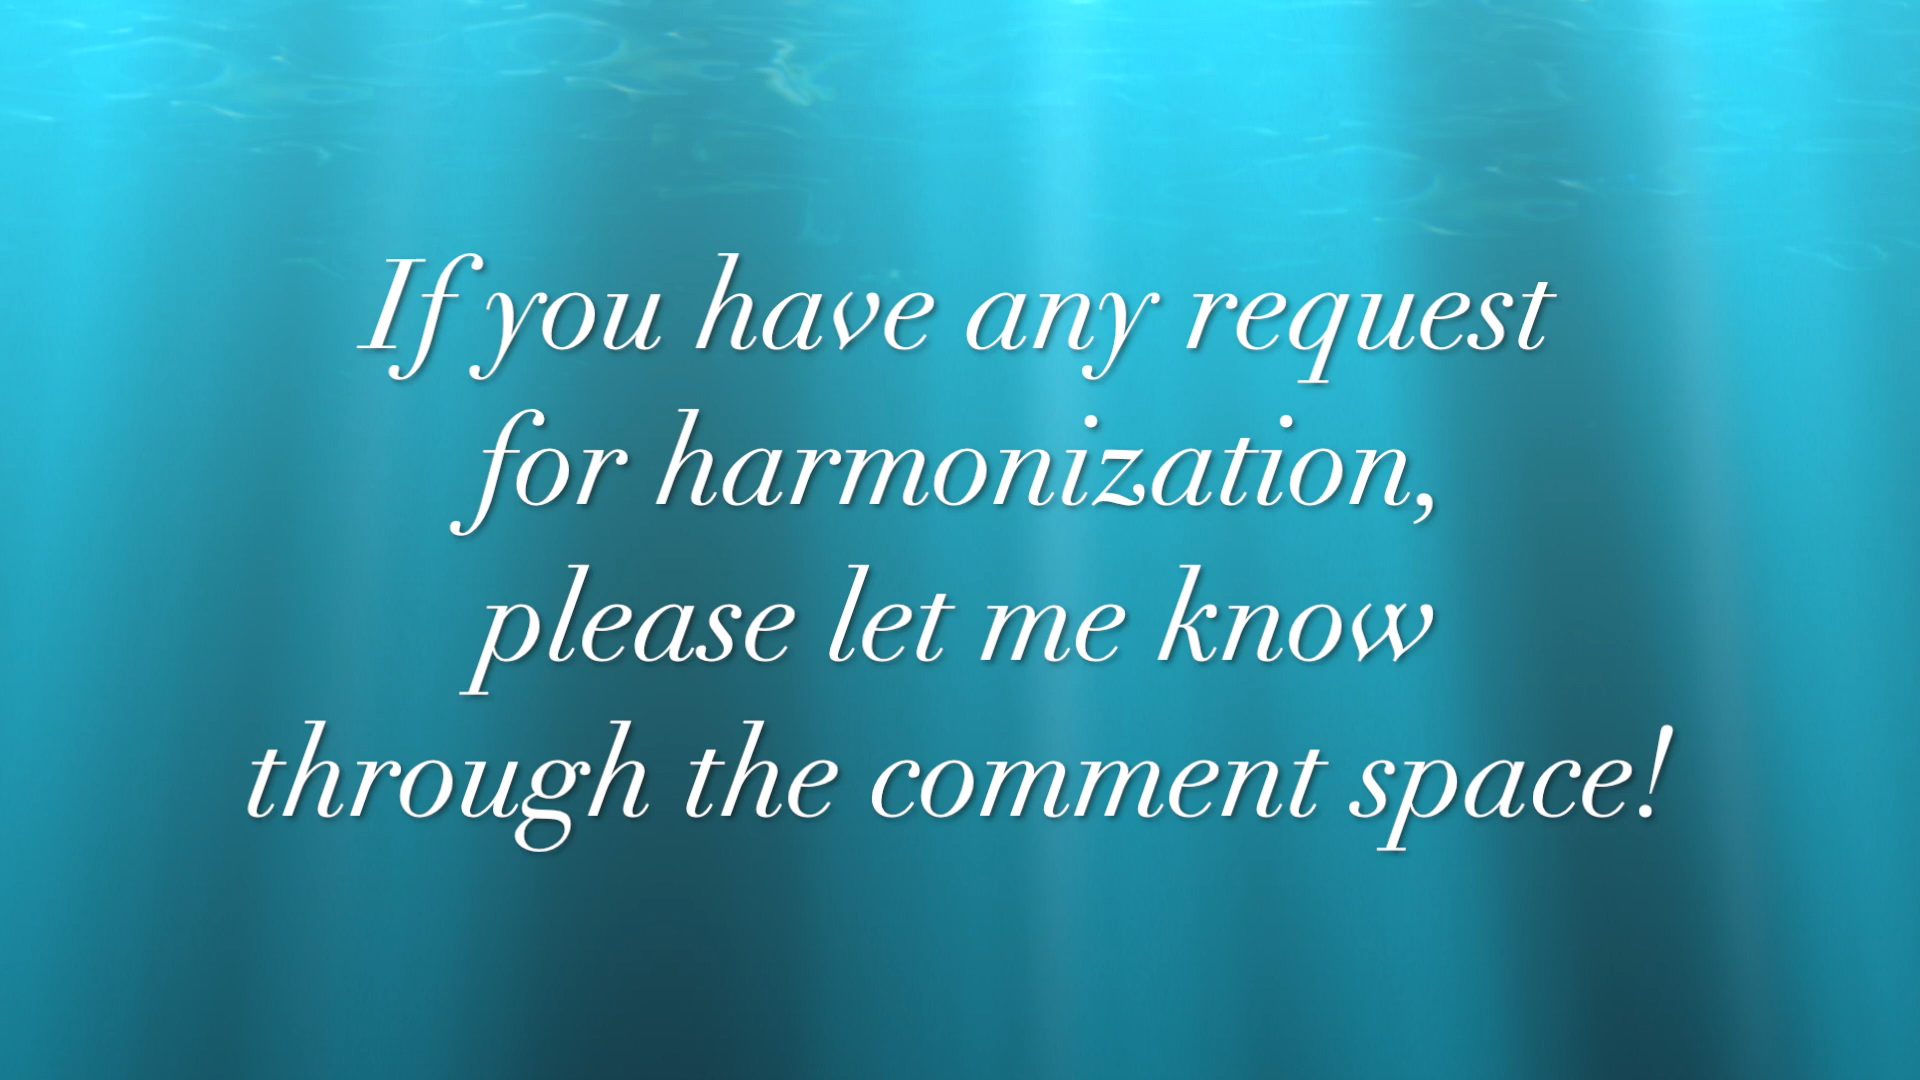 If you have any request
for harmonization,
please let me know
through the comment space!